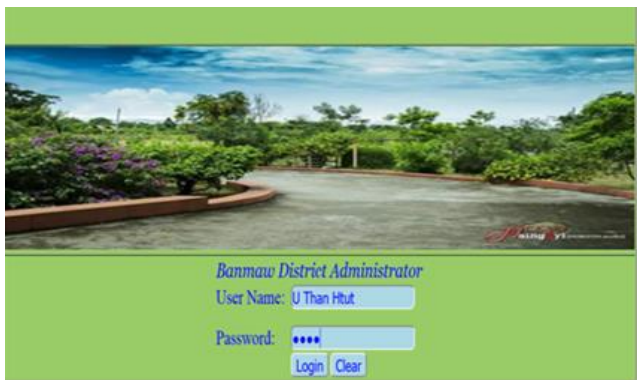 Banmaw District Administrator
User Name: U Than Htut
Password: ••••
Login Clear